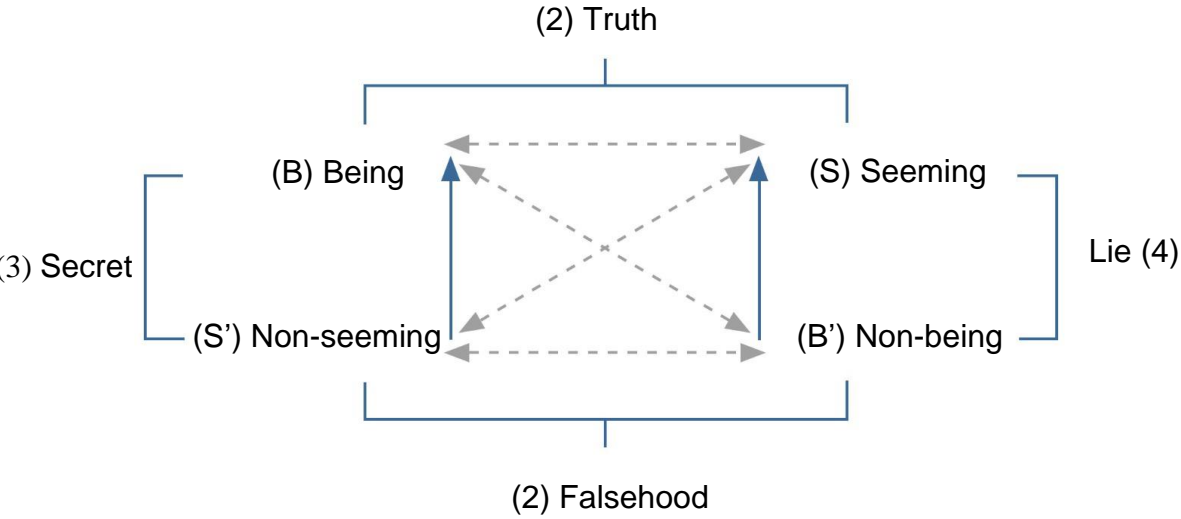 (2) Truth
(B) Being
(S) Seeming
(3) Secret
Lie (4)
(S’) Non-seeming
(B’) Non-being
(2) Falsehood